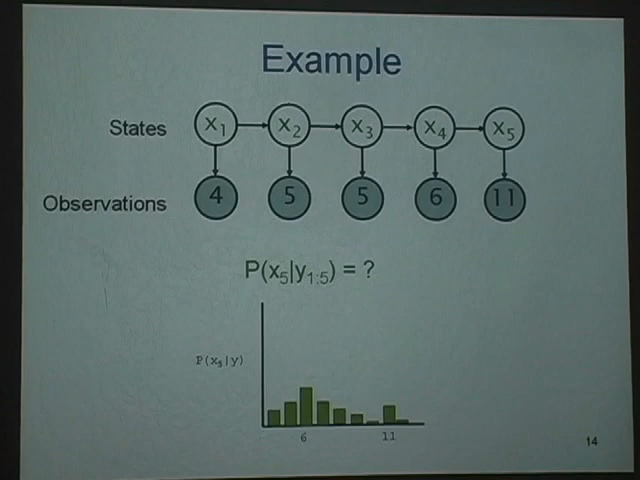 Example
States x1 x2 x3 x4 x5
Observations 4 5 5 6 11
P(x5|y1:5) = ?
P(x5|y)
6 11
14